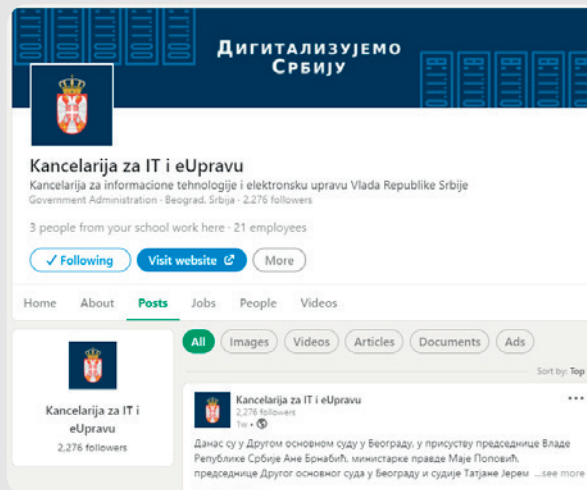 ДИГИТАЛИЗУЈЕМО
СРБИЈУ
Kancelarija za IT i eUpravu
Kancelarija za informacione tehnologije i elektronsku upravu Vlada Republike Srbije
Government Administration · Beograd, Srbija · 2,276 followers
3 people from your school work here · 21 employees
✓ Following Visit website More
Home About Posts Jobs People Videos
All Images Videos Articles Documents Ads
Sort by: Top
Kancelarija za IT i
eUpravu
2,276 followers
Kancelarija za IT i eUpravu
2,276 followers
1w •
Данас су у Другом основном суду у Београду, у присуству председнице Владе
Републике Србије Ане Брнабић, министарке правде Маје Поповић,
председнице Другог основног суда у Београду и судије Татјане Јерем ...see more